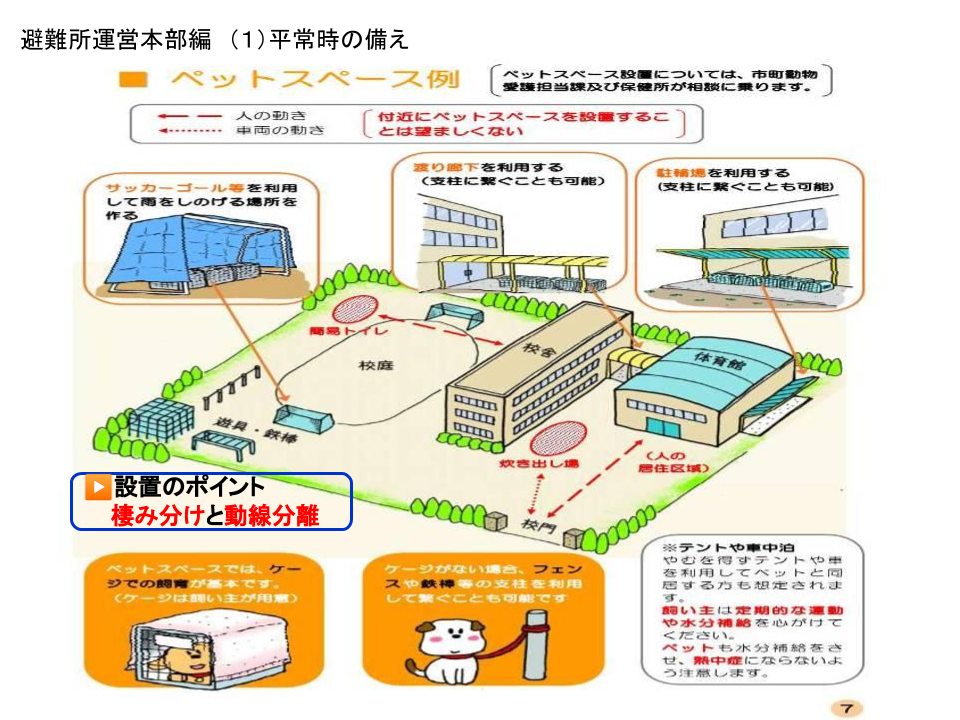 避難所運営本部編　（１）平常時の備え
■ ペットスペース例
ペットスペース設置については、市町動物
愛護担当課及び保健所が相談に乗ります。
人の動き
車両の動き
付近にペットスペースを設置するこ
とは望ましくない
サッカーゴール等を利用
して雨をしのげる場所を
作る
渡り廊下を利用する
（支柱に繋ぐことも可能）
駐輪場を利用する
(支柱に繋ぐことも可能)
簡易トイレ
校庭
校舎
体育館
遊具・鉄棒
炊き出し場
（人の
居住区域）
校門
▶設置のポイント
棲み分けと動線分離
ペットスペースでは、ケー
ジでの飼育が基本です。
（ケージは飼い主が用意）
ケージがない場合、フェン
スや鉄棒等の支柱を利用
して繋ぐことも可能です
※テントや車中泊
やむを得ずテントや車
を利用してペットと同
居する方も想定されま
す。
飼い主は定期的な運動
や水分補給を心がけて
ください。
ペットも水分補給をさ
せ、熱中症にならないよ
う注意します。
7